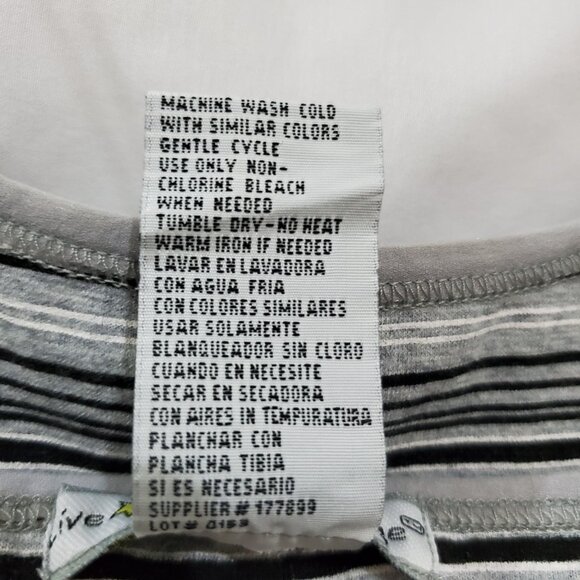 MACHINE WASH COLD
WITH SIMILAR COLORS
GENTLE CYCLE
USE ONLY NON-
CHLORINE BLEACH
WHEN NEEDED
TUMBLE DRY-NO HEAT
WARM IRON IF NEEDED
LAVAR EN LAVADORA
CON AGUA FRIA
CON COLORES SIMILARES
USAR SOLAMENTE
BLANQUEADOR SIN CLORO
CUANDO EN NECESITE
SECAR EN SECADORA
CON AIRES IN TEMPURATURA
PLANCHAR CON
PLANCHA TIBIA
SI ES NECESARIO
SUPPLIER # 177899
LOT #
Live